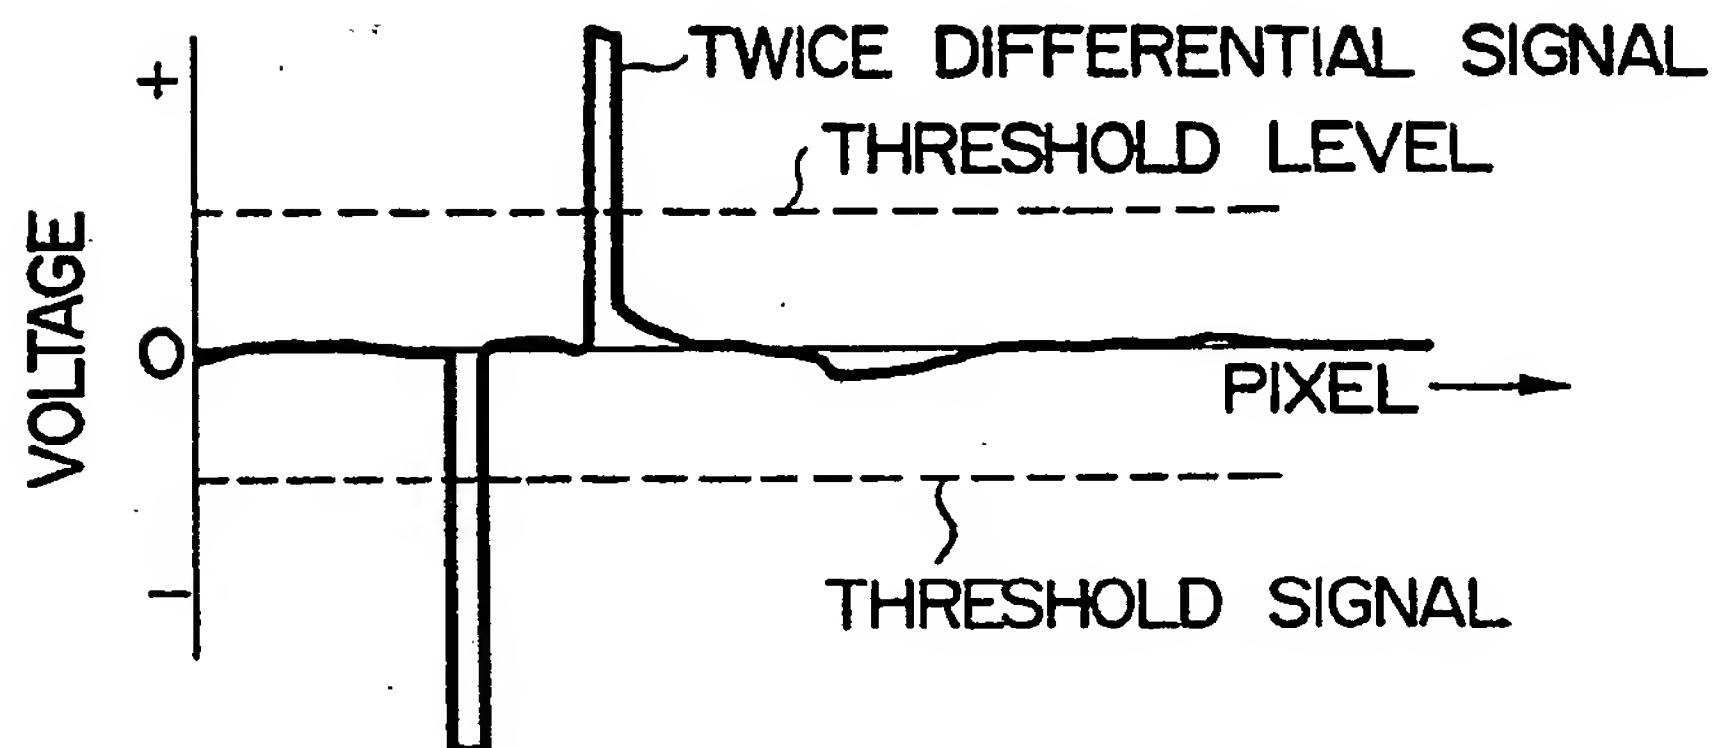 +
TWICE DIFFERENTIAL SIGNAL
THRESHOLD LEVEL
VOLTAGE
O
PIXEL
THRESHOLD SIGNAL
−